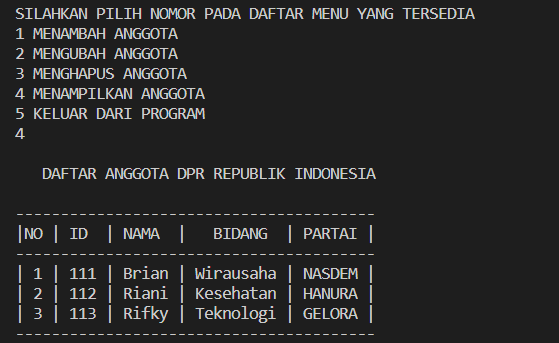 SILAHKAN PILIH NOMOR PADA DAFTAR MENU YANG TERSEDIA
1 MENAMBAH ANGGOTA
2 MENGUBAH ANGGOTA
3 MENGHAPUS ANGGOTA
4 MENAMPILKAN ANGGOTA
5 KELUAR DARI PROGRAM
4
DAFTAR ANGGOTA DPR REPUBLIK INDONESIA
----------------------------------------
|NO | ID  | NAMA  |   BIDANG  | PARTAI |
----------------------------------------
| 1 | 111 | Brian | Wirausaha | NASDEM |
| 2 | 112 | Riani | Kesehatan | HANURA |
| 3 | 113 | Rifky | Teknologi | GELORA |
----------------------------------------